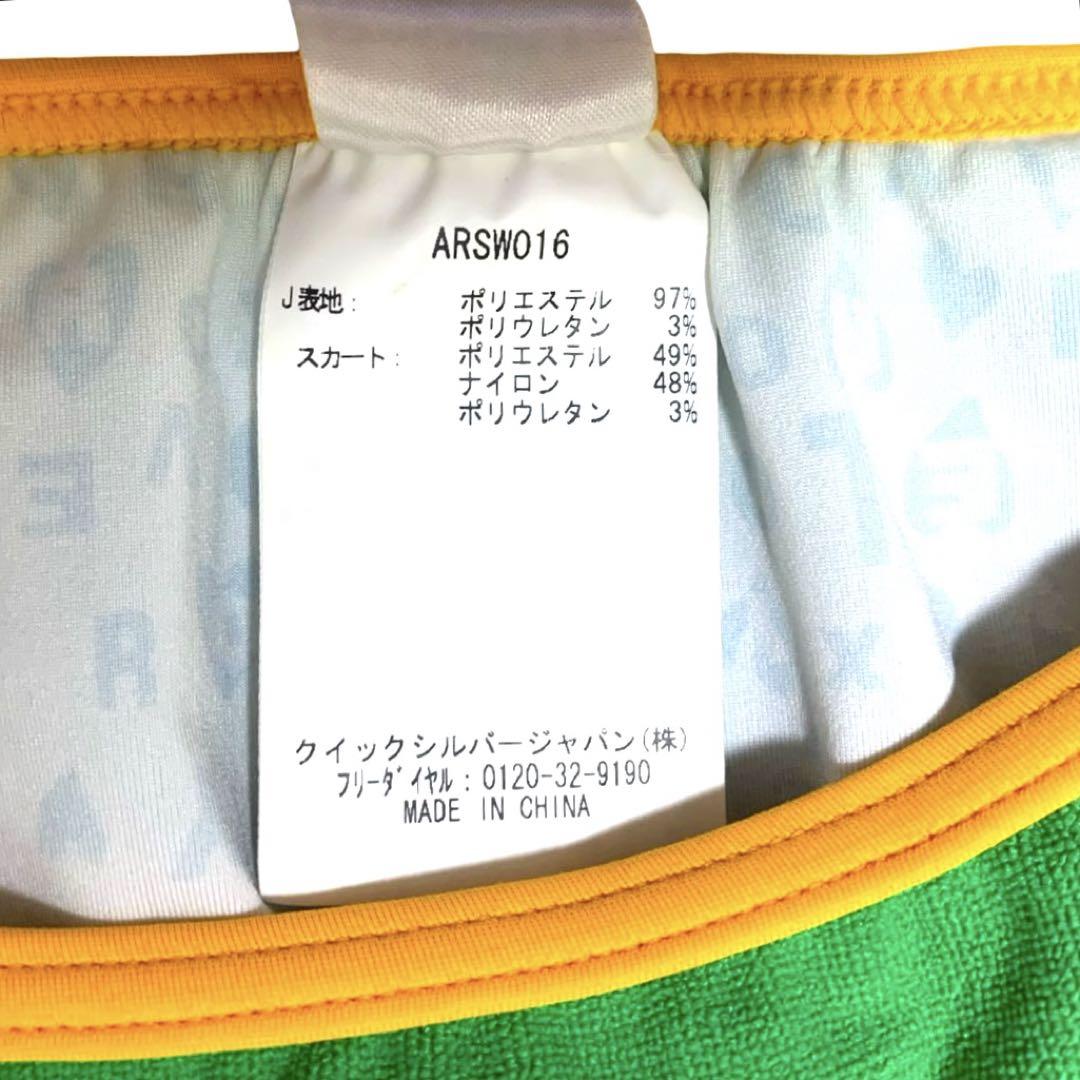 ARSW016
J表地: ポリエステル 97%
ポリウレタン 3%
スカート: ポリエステル 49%
ナイロン 48%
ポリウレタン 3%
クイックシルバージャパン(株)
フリーダイヤル:0120-32-9190
MADE IN CHINA